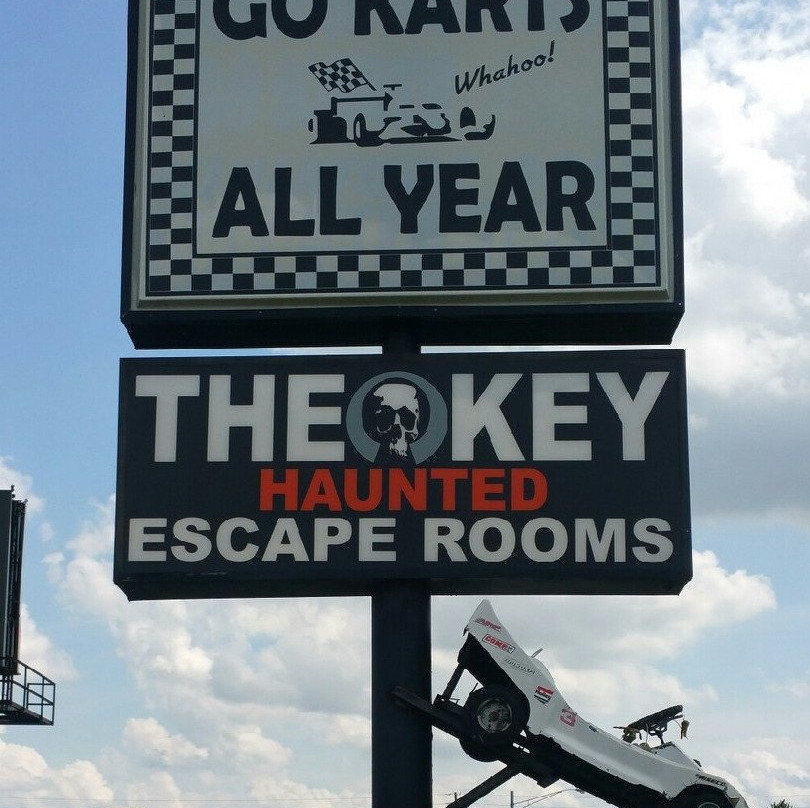 GO KARTS
Whahoo!
ALL YEAR
THE KEY
HAUNTED
ESCAPE ROOMS